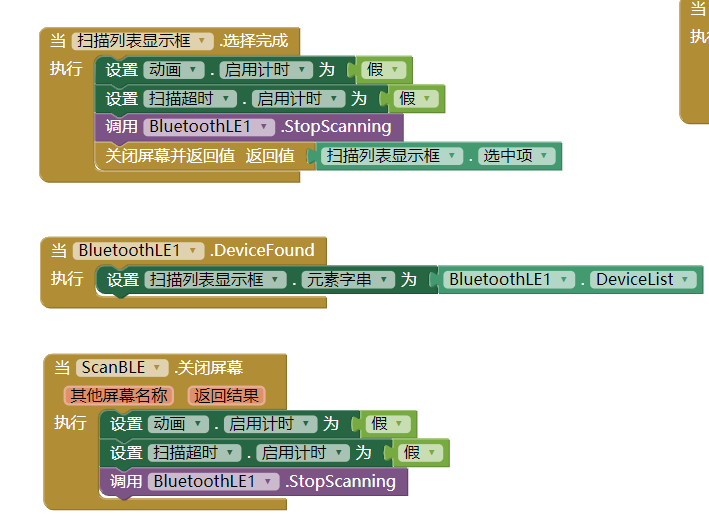 当 扫描列表显示框 .选择完成
执行 设置 动画 . 启用计时 为 假
设置 扫描超时 . 启用计时 为 假
调用 BluetoothLE1 .StopScanning
关闭屏幕并返回值 返回值 扫描列表显示框 . 选中项
当
执
当 BluetoothLE1 .DeviceFound
执行 设置 扫描列表显示框 . 元素字串 为 BluetoothLE1 . DeviceList
当 ScanBLE .关闭屏幕
其他屏幕名称 返回结果
执行 设置 动画 . 启用计时 为 假
设置 扫描超时 . 启用计时 为 假
调用 BluetoothLE1 .StopScanning